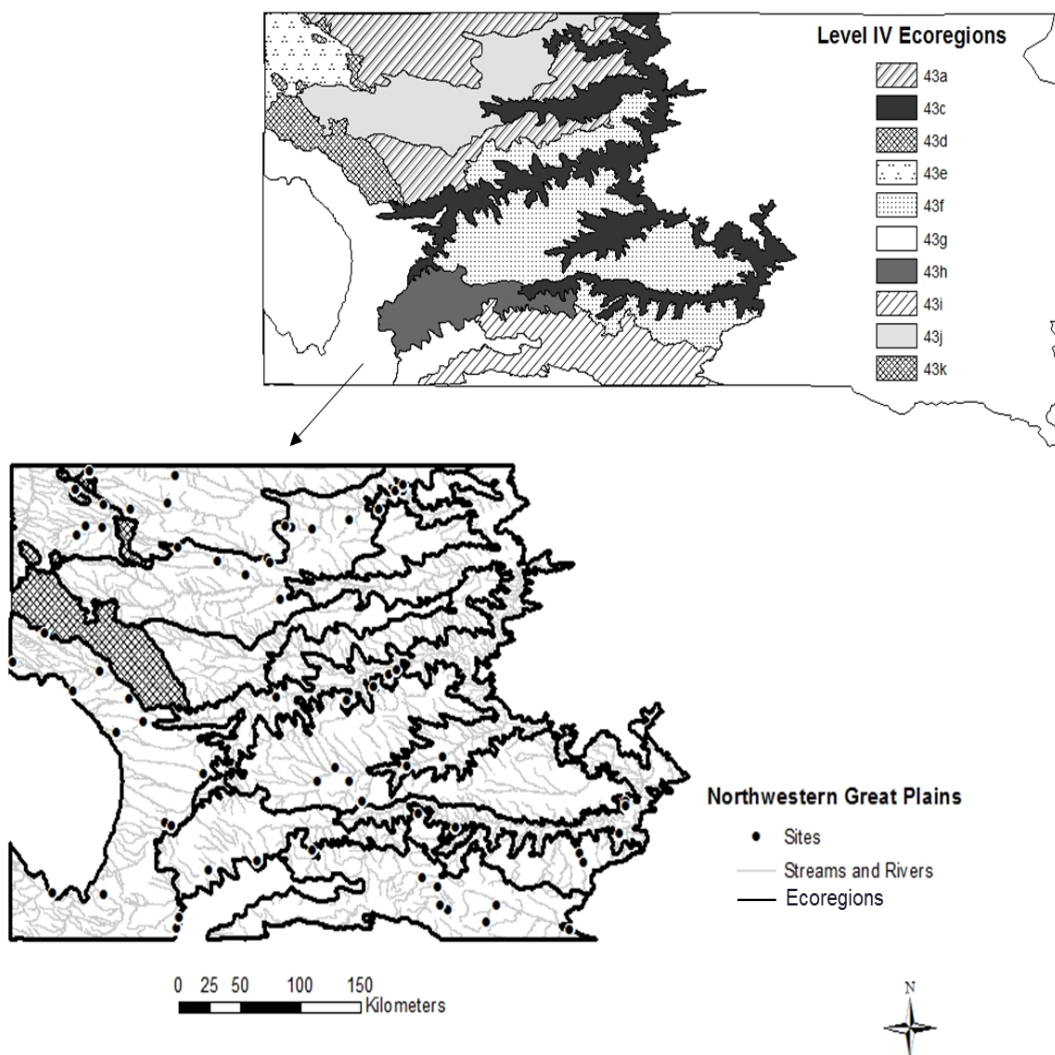 Level IV Ecoregions
43a
43c
43d
43e
43f
43g
43h
43i
43j
43k
Northwestern Great Plains
Sites
Streams and Rivers
Ecoregions
0 25 50 100 150
Kilometers
N